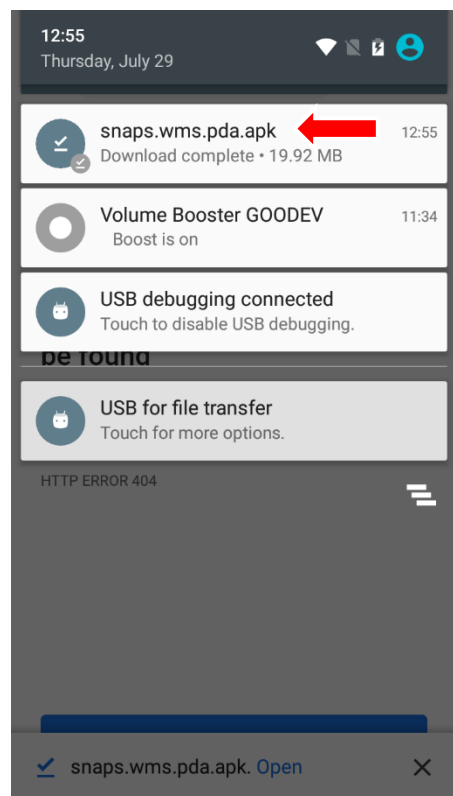 12:55
Thursday, July 29
snaps.wms.pda.apk
12:55
Download complete • 19.92 MB
Volume Booster GOODEV
11:34
Boost is on
USB debugging connected
Touch to disable USB debugging.
be found
USB for file transfer
Touch for more options.
HTTP ERROR 404
snaps.wms.pda.apk. Open